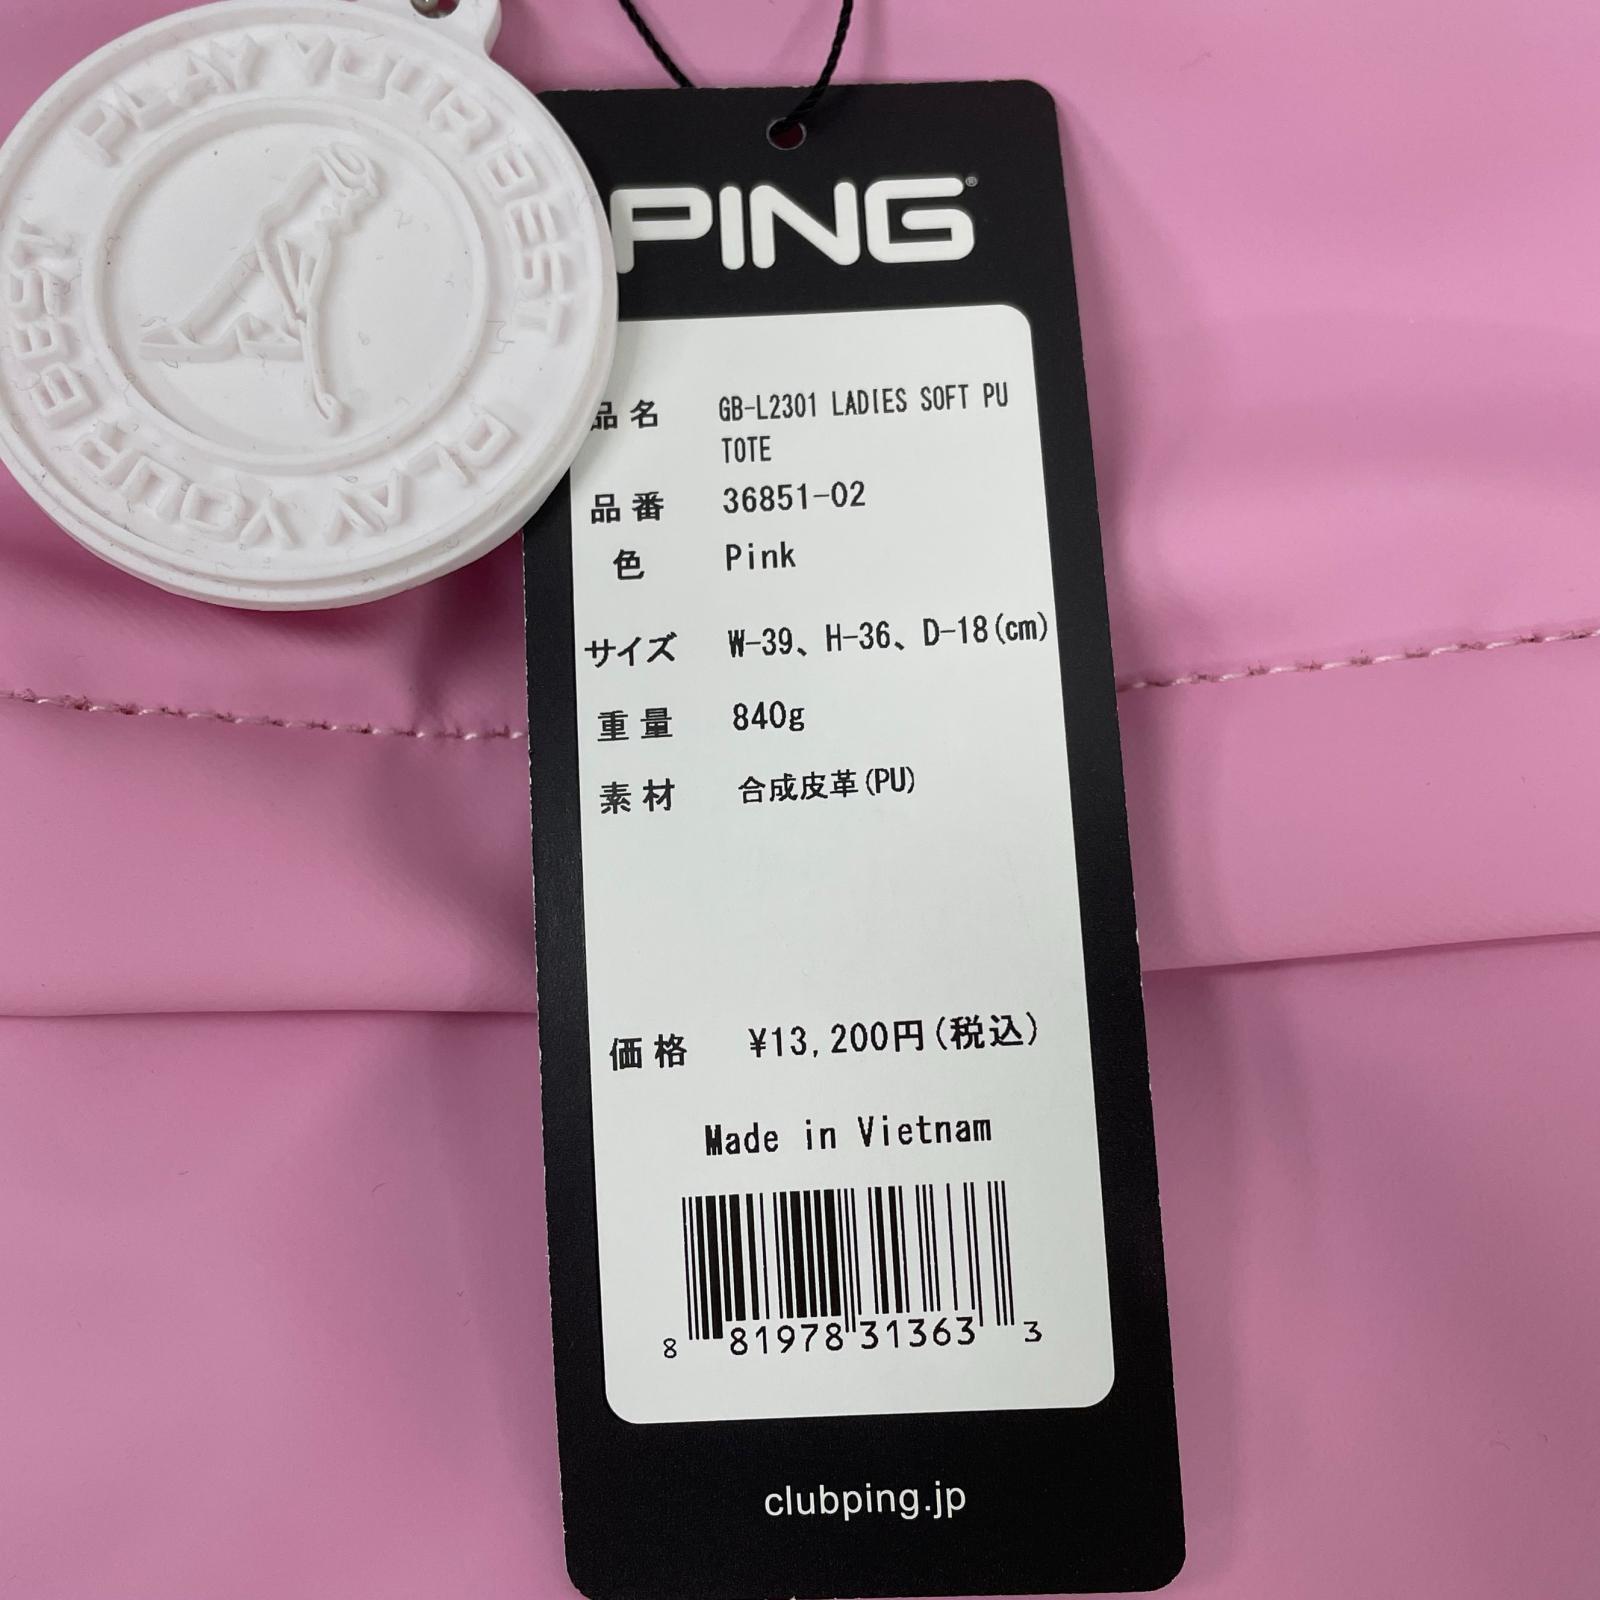 PLAY YOUR BEST
PLAY YOUR BEST
PING®
品名 GB-L2301 LADIES SOFT PU
TOTE
品番 36851-02
色 Pink
サイズ W-39、H-36、D-18(cm)
重量 840g
素材 合成皮革(PU)
価格 ¥13,200円(税込)
Made in Vietnam
8 81978 31363 3
clubping.jp